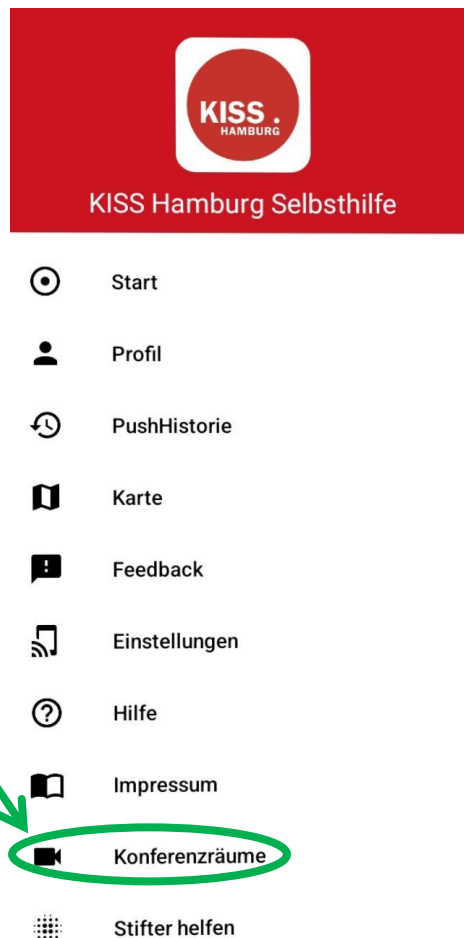 KISS.
HAMBURG
KISS Hamburg Selbsthilfe
Start
Profil
PushHistorie
Karte
Feedback
Einstellungen
Hilfe
Impressum
Konferenzräume
Stifter helfen